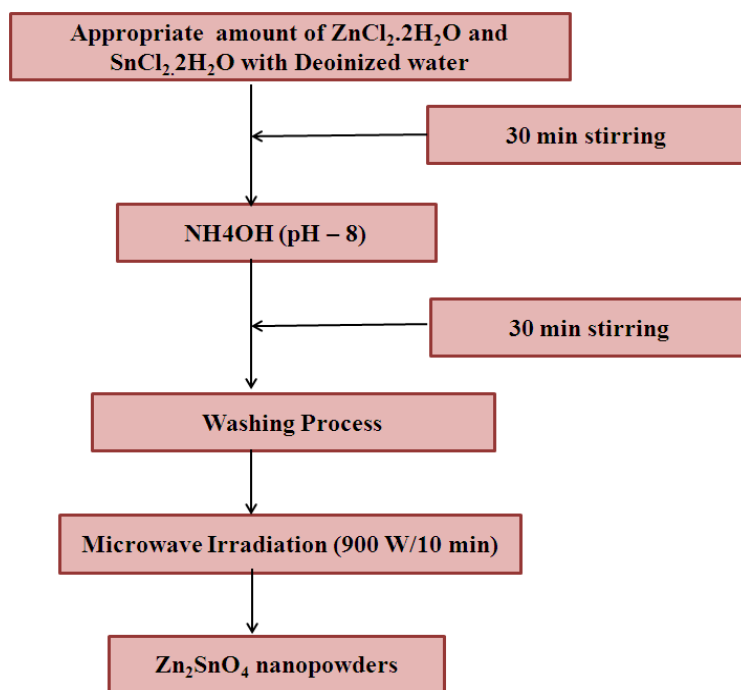 Appropriate amount of ZnCl₂.2H₂O and
SnCl₂.2H₂O with Deoinized water
30 min stirring
NH4OH (pH – 8)
30 min stirring
Washing Process
Microwave Irradiation (900 W/10 min)
Zn₂SnO₄ nanopowders